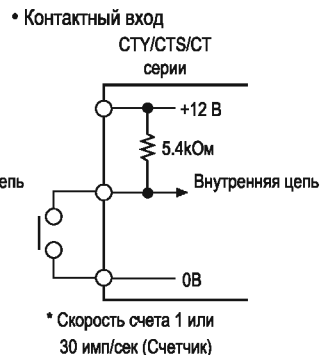 • Контактный вход
CTY/CTS/CT
серии
+12 В
5.4кОм
Внутренняя цепь
0В
* Скорость счета 1 или
30 имп/сек (Счетчик)